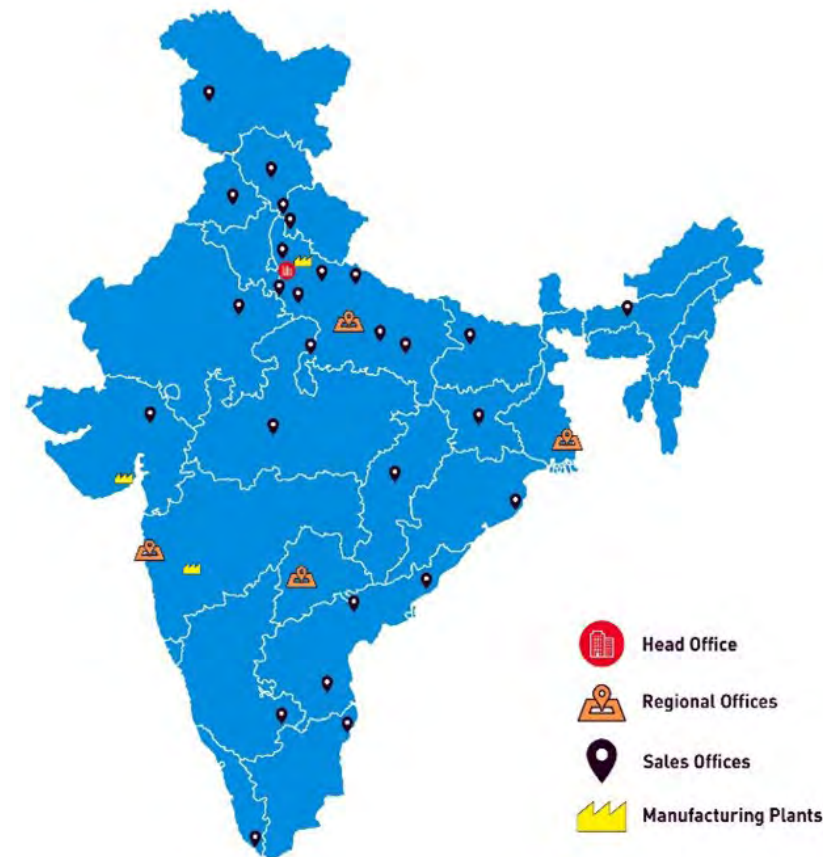 Head Office
Regional Offices
Sales Offices
Manufacturing Plants